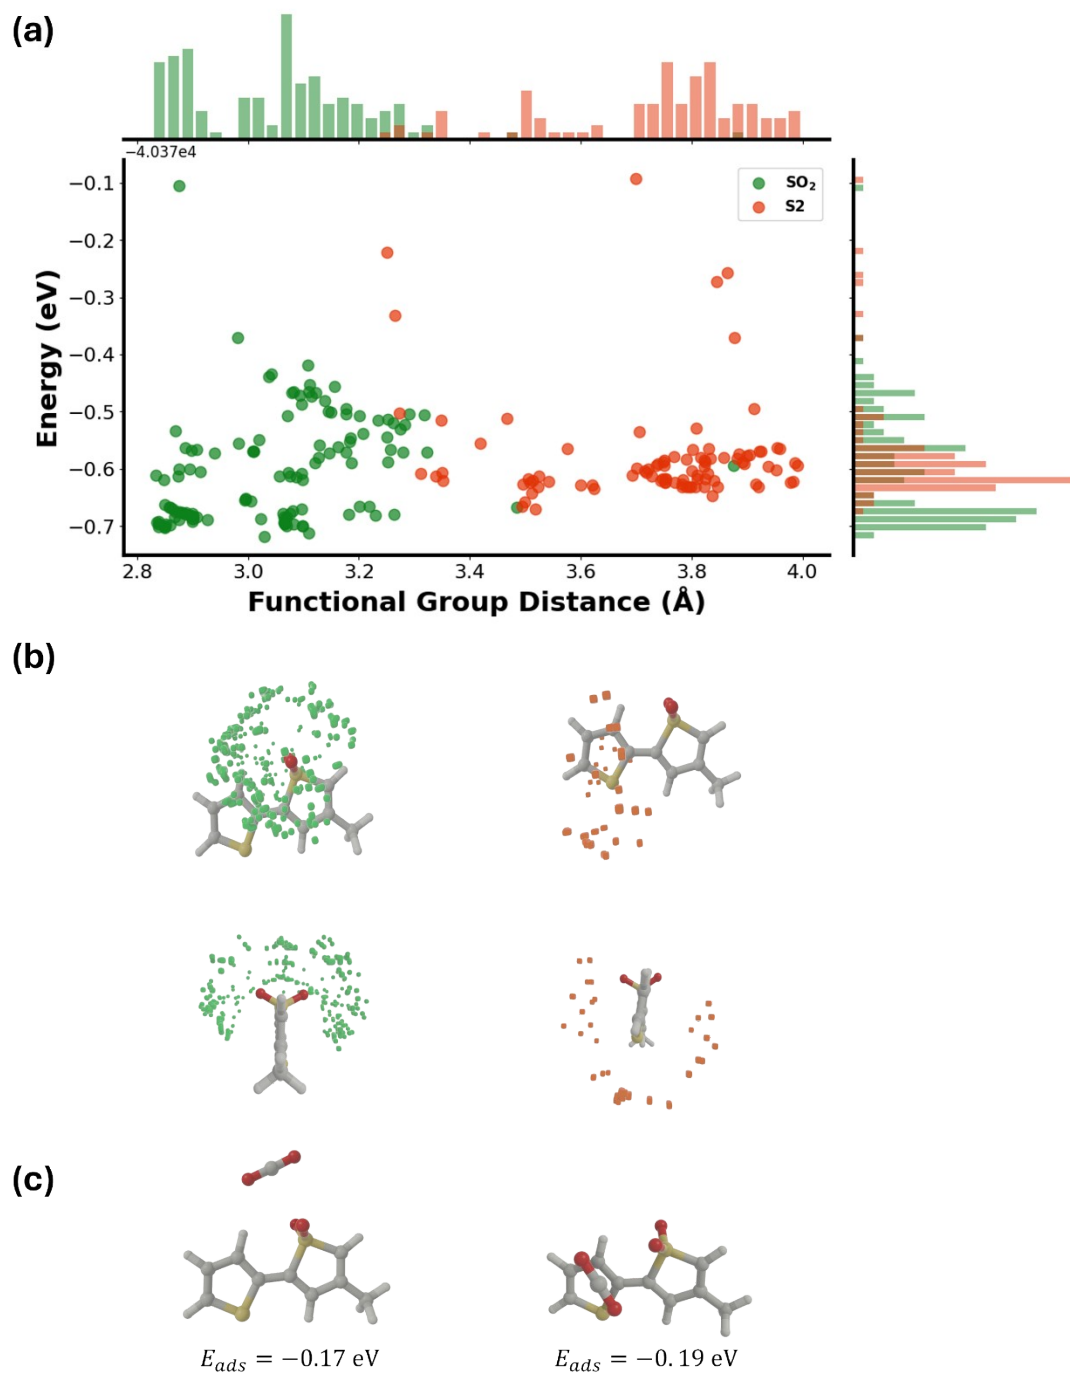 (a)
−4.037e4
−0.1
−0.2
−0.3
−0.4
−0.5
−0.6
−0.7
Energy (eV)
SO₂
S2
2.8 3.0 3.2 3.4 3.6 3.8 4.0
Functional Group Distance (Å)
(b)
(c)
E_ads = −0.17 eV
E_ads = −0.19 eV